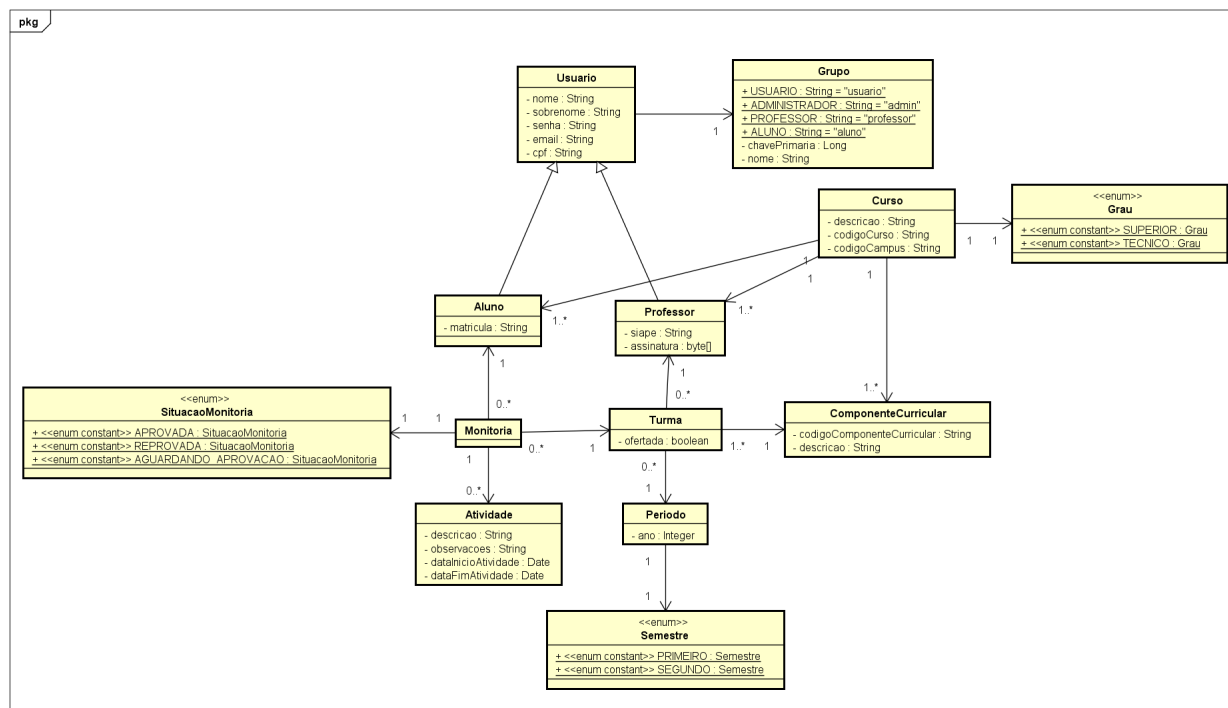 pkg
Usuario
- nome : String
- sobrenome : String
- senha : String
- email : String
- cpf : String
Grupo
+ USUARIO : String = "usuario"
+ ADMINISTRADOR : String = "admin"
+ PROFESSOR : String = "professor"
+ ALUNO : String = "aluno"
- chavePrimaria : Long
- nome : String
1
Curso
- descricao : String
- codigoCurso : String
- codigoCampus : String
<<enum>>
Grau
+ <<enum constant>> SUPERIOR : Grau
+ <<enum constant>> TECNICO : Grau
1
1
1
1
1
Aluno
- matricula : String
1..*
Professor
- siape : String
- assinatura : byte[]
1..*
1
1
0..*
0..*
1..*
<<enum>>
SituacaoMonitoria
+ <<enum constant>> APROVADA : SituacaoMonitoria
+ <<enum constant>> REPROVADA : SituacaoMonitoria
+ <<enum constant>> AGUARDANDO_APROVACAO : SituacaoMonitoria
1
1
Monitoria
0..*
1
Turma
- ofertada : boolean
1..*
1
ComponenteCurricular
- codigoComponenteCurricular : String
- descricao : String
1
0..*
0..*
1
Atividade
- descricao : String
- observacoes : String
- dataInicioAtividade : Date
- dataFimAtividade : Date
Periodo
- ano : Integer
1
1
<<enum>>
Semestre
+ <<enum constant>> PRIMEIRO : Semestre
+ <<enum constant>> SEGUNDO : Semestre